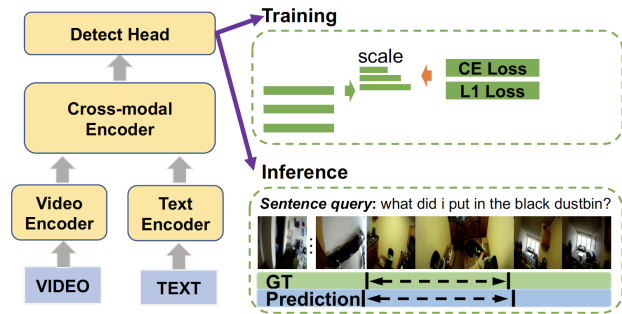 Detect Head
Cross-modal
Encoder
Video
Encoder
Text
Encoder
VIDEO
TEXT
Training
scale
CE Loss
L1 Loss
Inference
Sentence query: what did i put in the black dustbin?
:
GT
Prediction